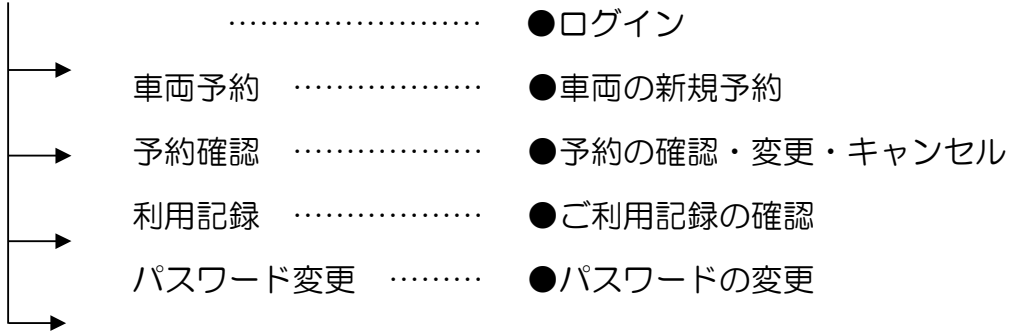 …………………… ●ログイン
車両予約 ……………… ●車両の新規予約
予約確認 ……………… ●予約の確認・変更・キャンセル
利用記録 ……………… ●ご利用記録の確認
パスワード変更 ……… ●パスワードの変更